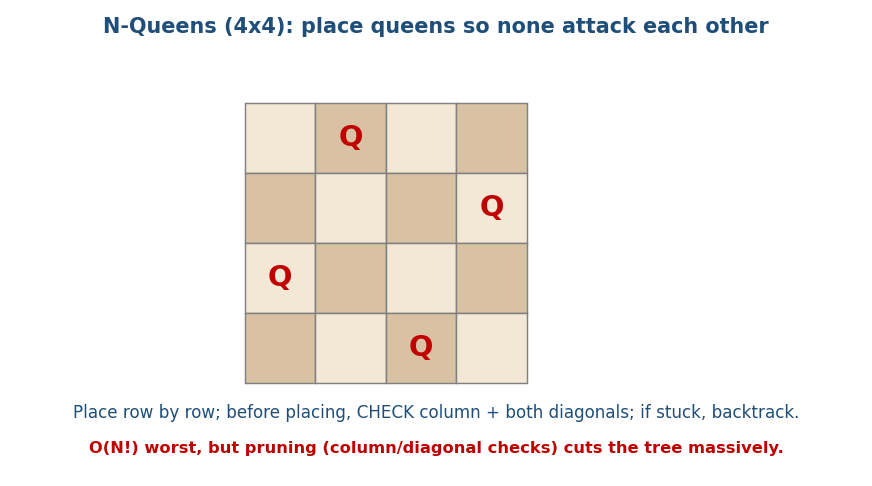 N-Queens (4x4): place queens so none attack each other
Q
Q
Q
Q
Place row by row; before placing, CHECK column + both diagonals; if stuck, backtrack.
O(N!) worst, but pruning (column/diagonal checks) cuts the tree massively.